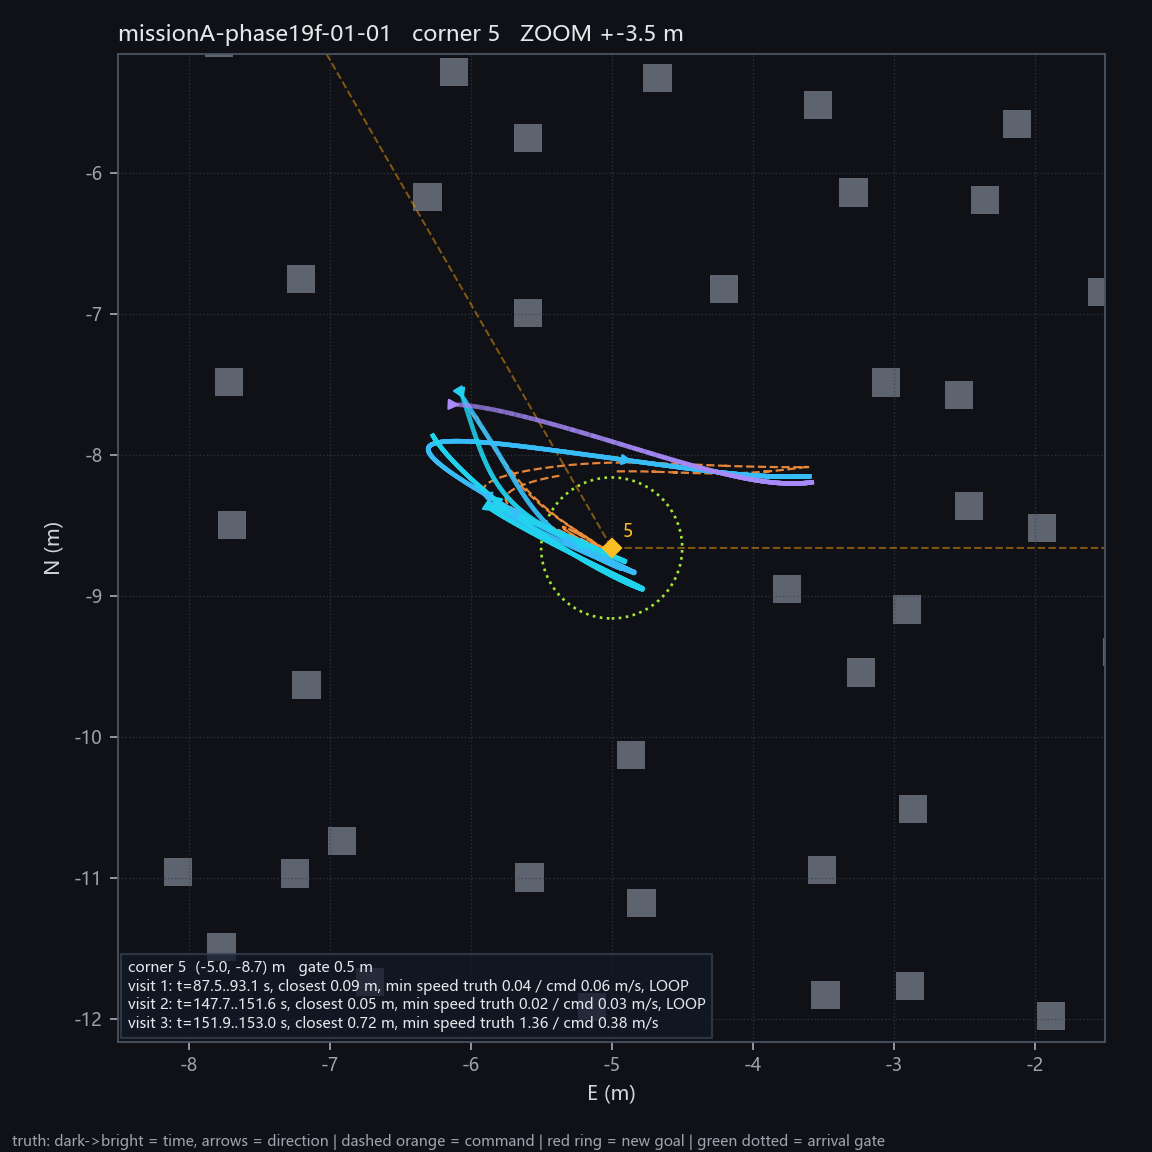 missionA-phase19f-01-01   corner 5   ZOOM +-3.5 m
N (m)
-6
-7
-8
-9
-10
-11
-12
5
corner 5  (-5.0, -8.7) m   gate 0.5 m
visit 1: t=87.5..93.1 s, closest 0.09 m, min speed truth 0.04 / cmd 0.06 m/s, LOOP
visit 2: t=147.7..151.6 s, closest 0.05 m, min speed truth 0.02 / cmd 0.03 m/s, LOOP
visit 3: t=151.9..153.0 s, closest 0.72 m, min speed truth 1.36 / cmd 0.38 m/s
-8 -7 -6 -5 -4 -3 -2
E (m)
truth: dark->bright = time, arrows = direction | dashed orange = command | red ring = new goal | green dotted = arrival gate